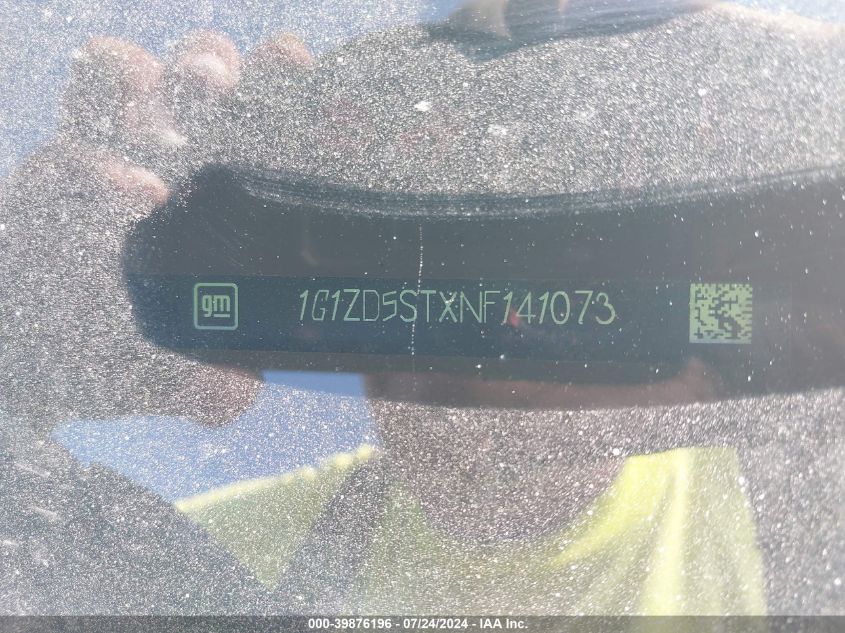 gm 1G1ZD5STXNF141073
000-39876196 - 07/24/2024 - IAA Inc.